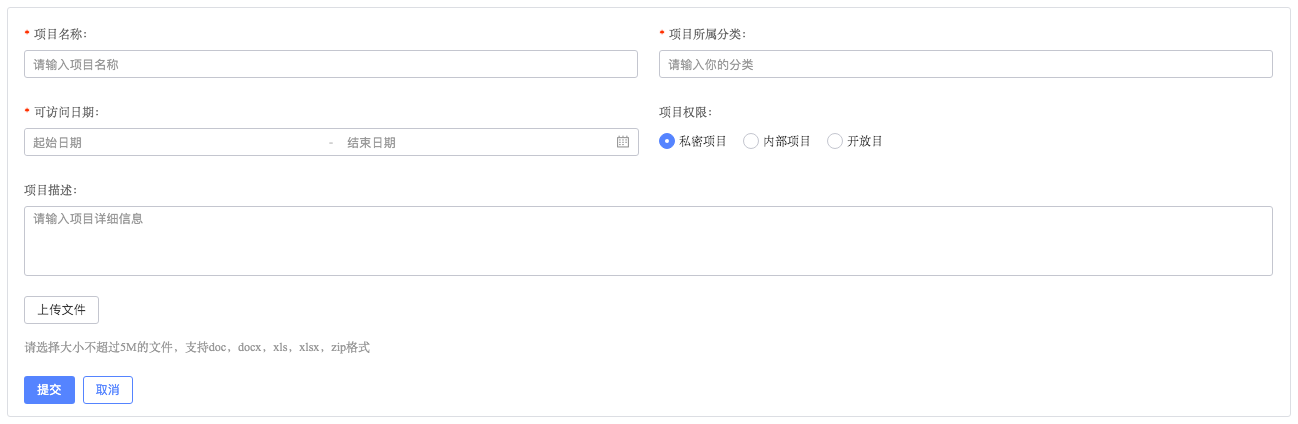 * 项目名称:
* 项目所属分类:
请输入项目名称
请输入你的分类
* 可访问日期:
项目权限:
起始日期 - 结束日期
私密项目 内部项目 开放目
项目描述:
请输入项目详细信息
上传文件
请选择大小不超过5M的文件，支持doc，docx，xls，xlsx，zip格式
提交 取消